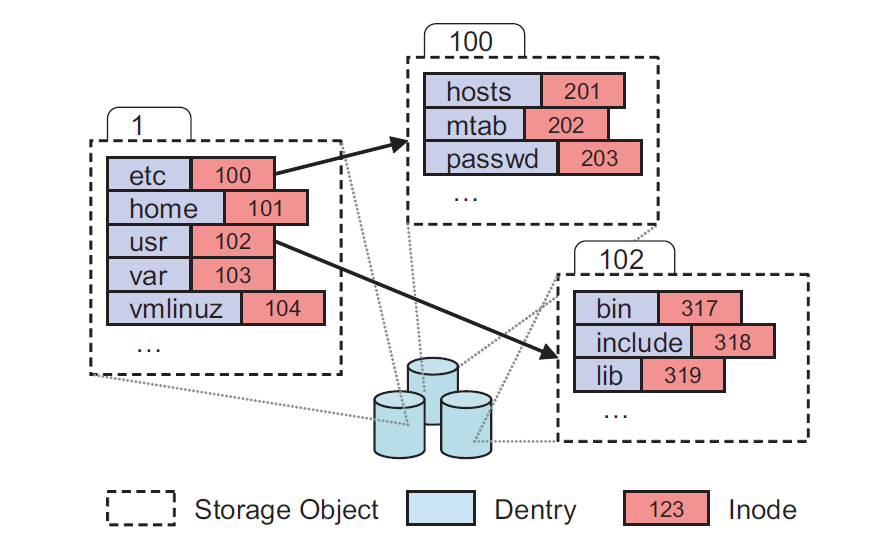 1
etc 100
home 101
usr 102
var 103
vmlinuz 104
...
100
hosts 201
mtab 202
passwd 203
...
102
bin 317
include 318
lib 319
...
Storage Object Dentry 123 Inode